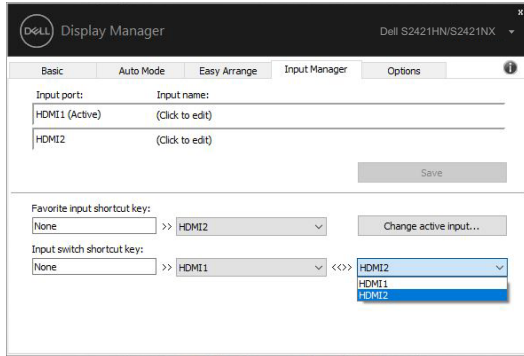 DELL Display Manager Dell S2421HN/S2421NX
Basic Auto Mode Easy Arrange Input Manager Options
Input port: Input name:
HDMI1 (Active) (Click to edit)
HDMI2 (Click to edit)
Save
Favorite input shortcut key:
None >> HDMI2 Change active input...
Input switch shortcut key:
None >> HDMI1 <<>> HDMI2
HDMI1
HDMI2